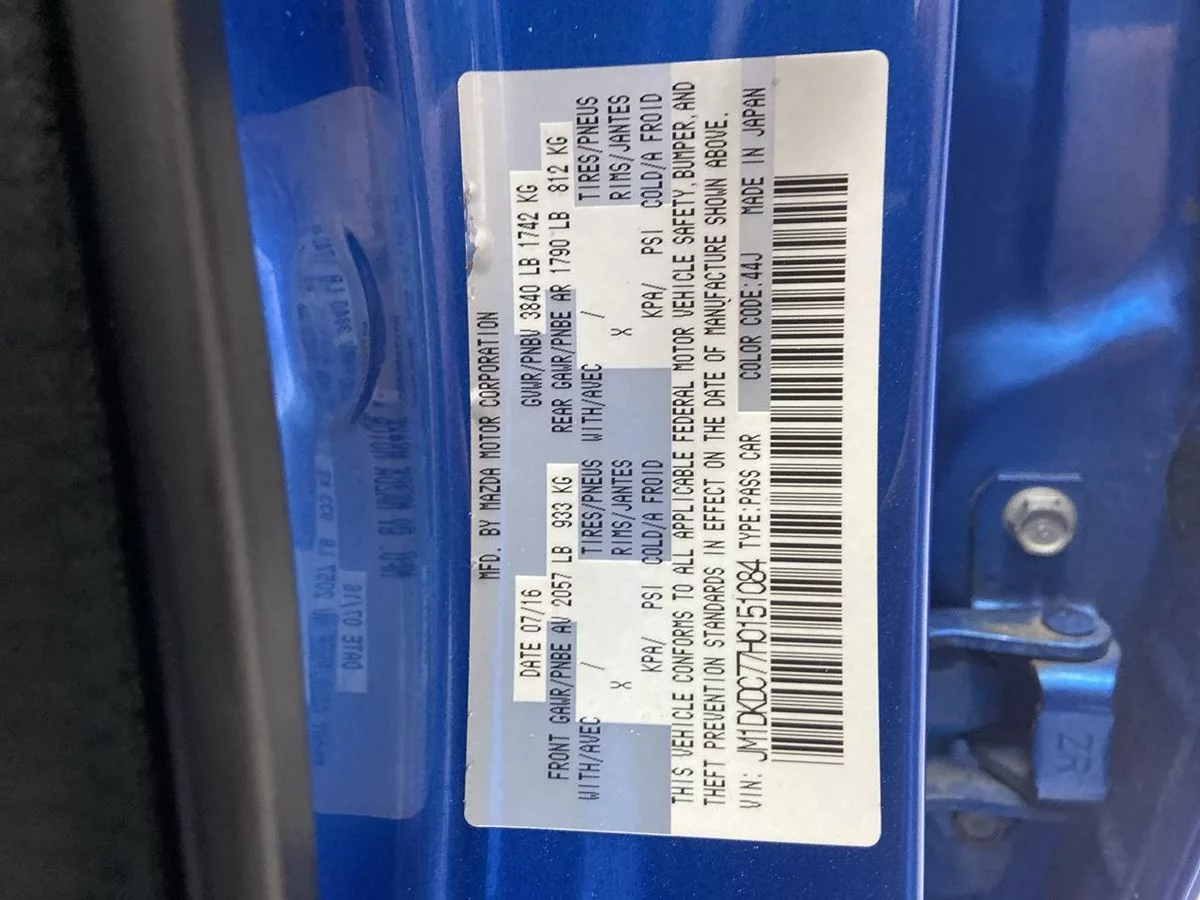 MFD. BY MAZDA MOTOR CORPORATION
DATE 07/16 GVWR/PNBV 3840 LB 1742 KG
FRONT GAWR/PNBE AV 2057 LB 933 KG REAR GAWR/PNBE AR 1790 LB 812 KG
WITH/AVEC / TIRES/PNEUS WITH/AVEC / TIRES/PNEUS
X RIMS/JANTES X RIMS/JANTES
KPA/ PSI COLD/A FROID KPA/ PSI COLD/A FROID
THIS VEHICLE CONFORMS TO ALL APPLICABLE FEDERAL MOTOR VEHICLE SAFETY, BUMPER, AND
THEFT PREVENTION STANDARDS IN EFFECT ON THE DATE OF MANUFACTURE SHOWN ABOVE.
VIN: JM1DKDC77H0151084 TYPE:PASS CAR COLOR CODE:44J MADE IN JAPAN
ZR